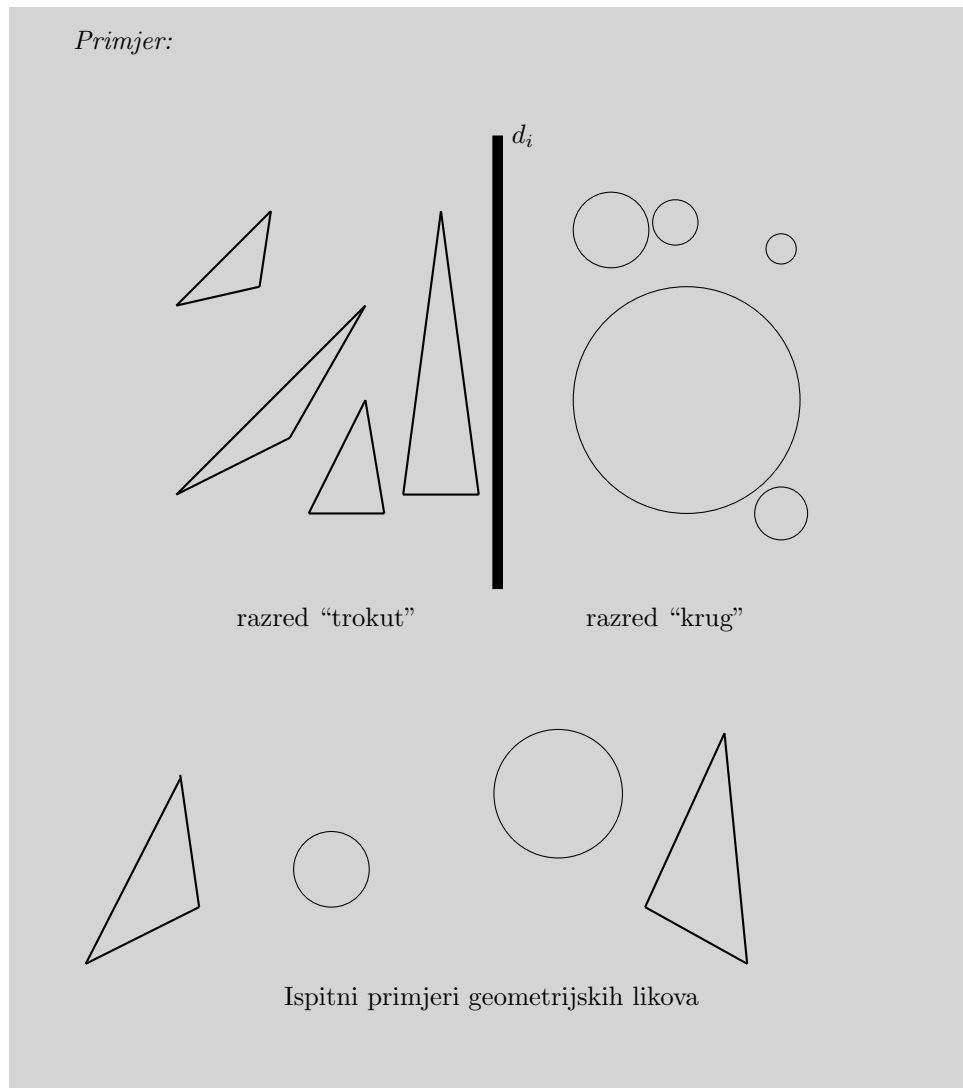 Primjer:
d_i
razred “trokut”
razred “krug”
Ispitni primjeri geometrijskih likova